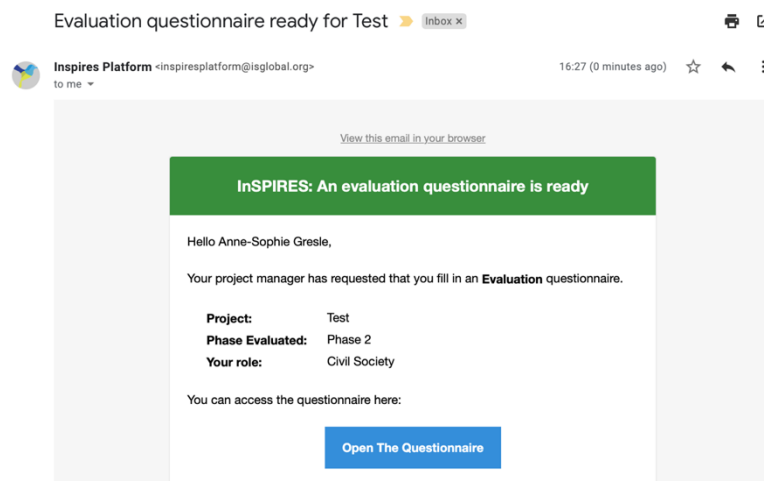 Evaluation questionnaire ready for Test
Inbox ×
Inspires Platform <inspiresplatform@isglobal.org>
16:27 (0 minutes ago)
to me
View this email in your browser
InSPIRES: An evaluation questionnaire is ready
Hello Anne-Sophie Gresle,
Your project manager has requested that you fill in an Evaluation questionnaire.
Project: Test
Phase Evaluated: Phase 2
Your role: Civil Society
You can access the questionnaire here:
Open The Questionnaire